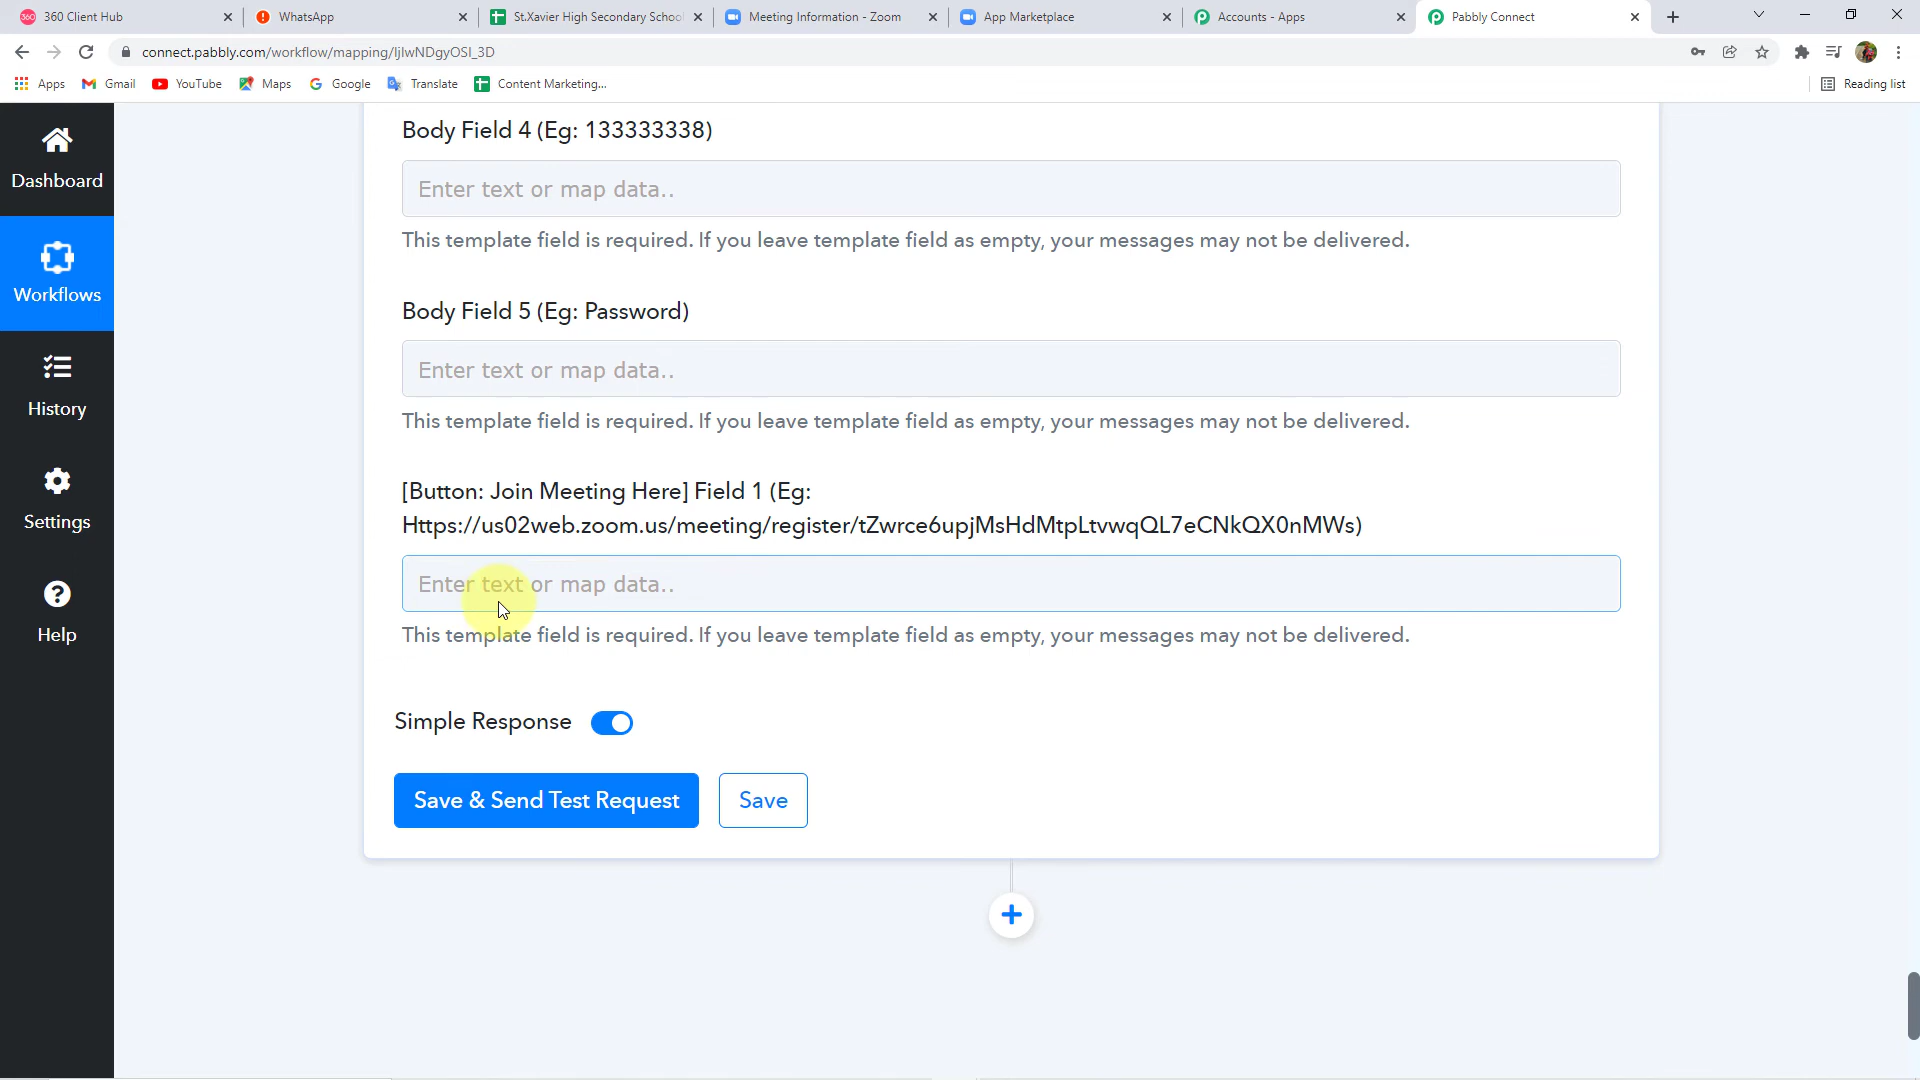 360 Client Hub
WhatsApp
St.Xavier High Secondary School
Meeting Information - Zoom
App Marketplace
Accounts - Apps
Pabbly Connect
connect.pabbly.com/workflow/mapping/IjIwNDgyOSI_3D
Apps
Gmail
YouTube
Maps
Google
Translate
Content Marketing...
Reading list
Dashboard
Workflows
History
Settings
Help
Body Field 4 (Eg: 133333338)
Enter text or map data..
This template field is required. If you leave template field as empty, your messages may not be delivered.
Body Field 5 (Eg: Password)
Enter text or map data..
This template field is required. If you leave template field as empty, your messages may not be delivered.
[Button: Join Meeting Here] Field 1 (Eg:
Https://us02web.zoom.us/meeting/register/tZwrce6upjMsHdMtpLtvwqQL7eCNkQX0nMWs)
Enter text or map data..
This template field is required. If you leave template field as empty, your messages may not be delivered.
Simple Response
Save & Send Test Request
Save